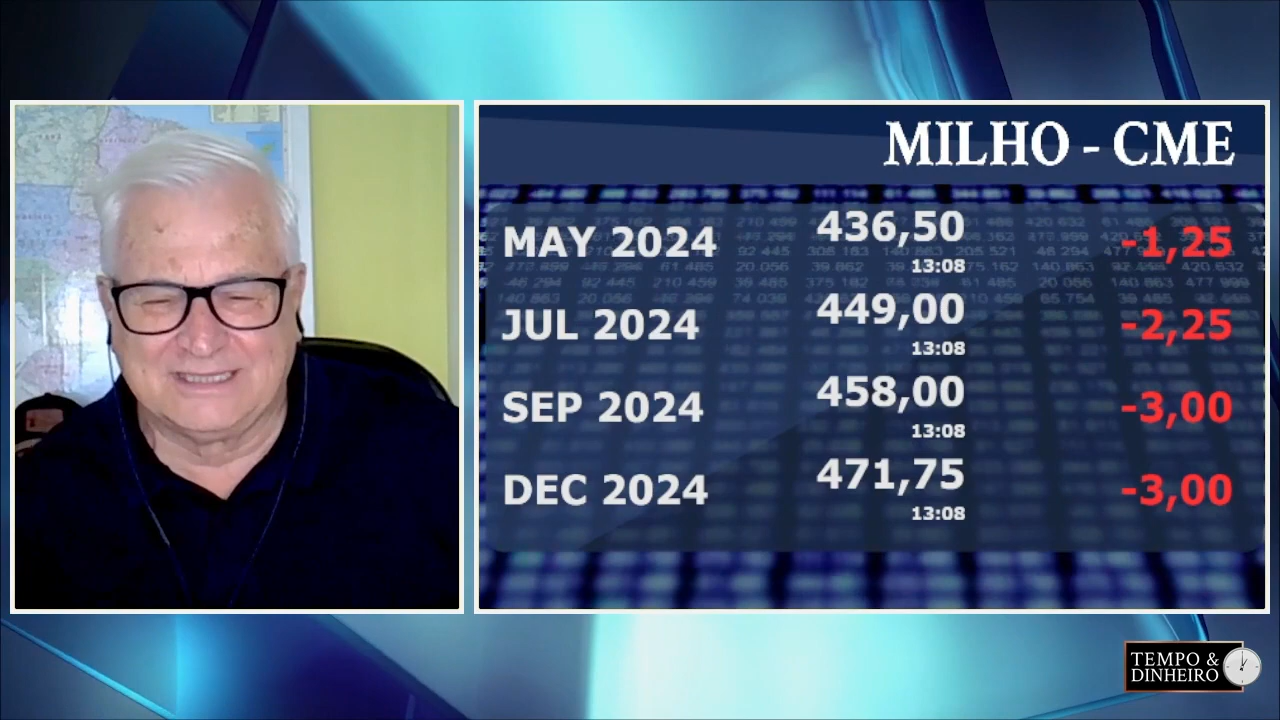 MILHO - CME
MAY 2024 436,50 -1,25
13:08
JUL 2024 449,00 -2,25
13:08
SEP 2024 458,00 -3,00
13:08
DEC 2024 471,75 -3,00
13:08
TEMPO &
DINHEIRO